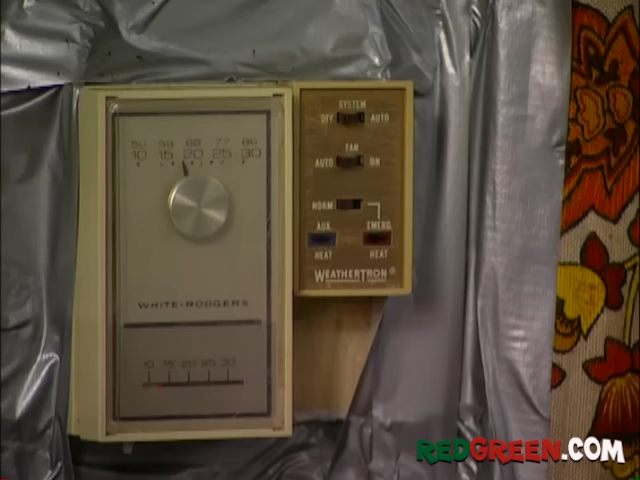 50 59 68 77 86
10 15 20 25 30
WHITE-RODGERS
10 15 20 25 30
SYSTEM
OFF AUTO
FAN
AUTO ON
NORM
AUX. EMERG.
HEAT HEAT
WEATHERTRON®
REDGREEN.COM